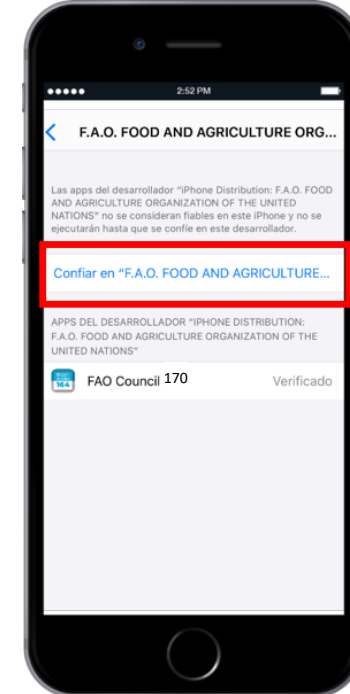 2:52 PM
F.A.O. FOOD AND AGRICULTURE ORG...
Las apps del desarrollador "iPhone Distribution: F.A.O. FOOD
AND AGRICULTURE ORGANIZATION OF THE UNITED
NATIONS" no se consideran fiables en este iPhone y no se
ejecutarán hasta que se confíe en este desarrollador.
Confiar en "F.A.O. FOOD AND AGRICULTURE...
APPS DEL DESARROLLADOR "IPHONE DISTRIBUTION:
F.A.O. FOOD AND AGRICULTURE ORGANIZATION OF THE
UNITED NATIONS"
164
FAO Council 170 Verificado